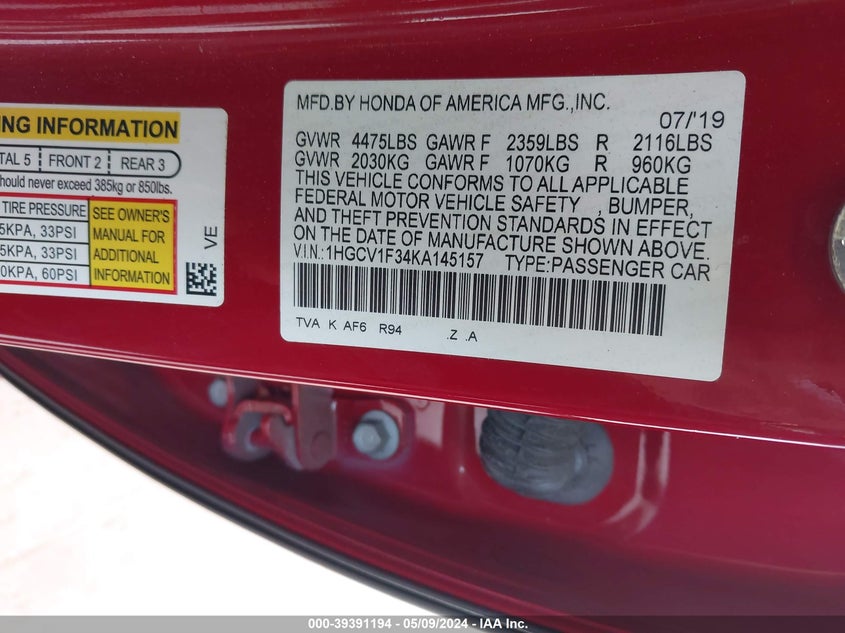 NG INFORMATION
TAL 5 FRONT 2 REAR 3
hould never exceed 385kg or 850lbs.
TIRE PRESSURE
5KPA, 33PSI
5KPA, 33PSI
0KPA, 60PSI
SEE OWNER'S
MANUAL FOR
ADDITIONAL
INFORMATION
VE
MFD.BY HONDA OF AMERICA MFG.,INC.
07/'19
GVWR 4475LBS GAWR F 2359LBS R 2116LBS
GVWR 2030KG GAWR F 1070KG R 960KG
THIS VEHICLE CONFORMS TO ALL APPLICABLE
FEDERAL MOTOR VEHICLE SAFETY , BUMPER,
AND THEFT PREVENTION STANDARDS IN EFFECT
ON THE DATE OF MANUFACTURE SHOWN ABOVE.
V.I.N.:1HGCV1F34KA145157 TYPE:PASSENGER CAR
TVA K AF6 R94 .Z .A
000-39391194 - 05/09/2024 - IAA Inc.